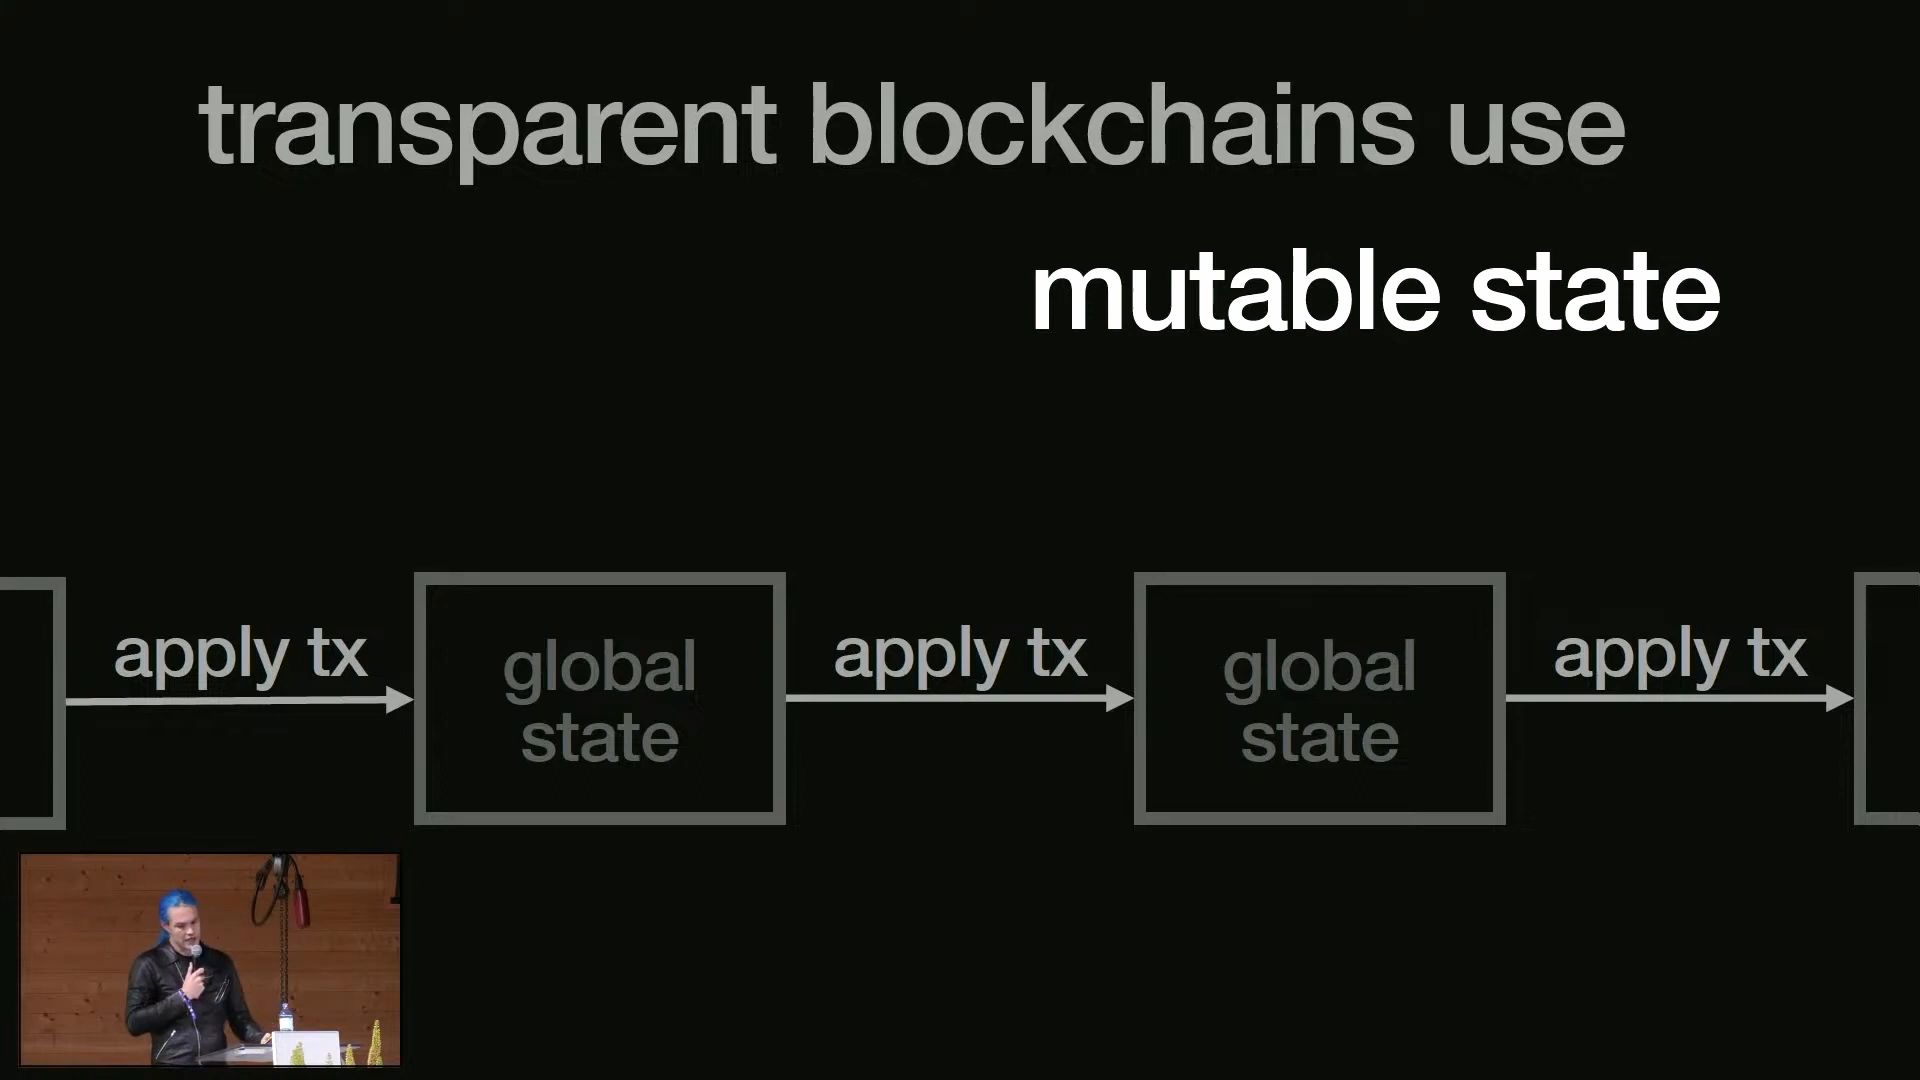 transparent blockchains use
mutable state
apply tx
global
state
apply tx
global
state
apply tx